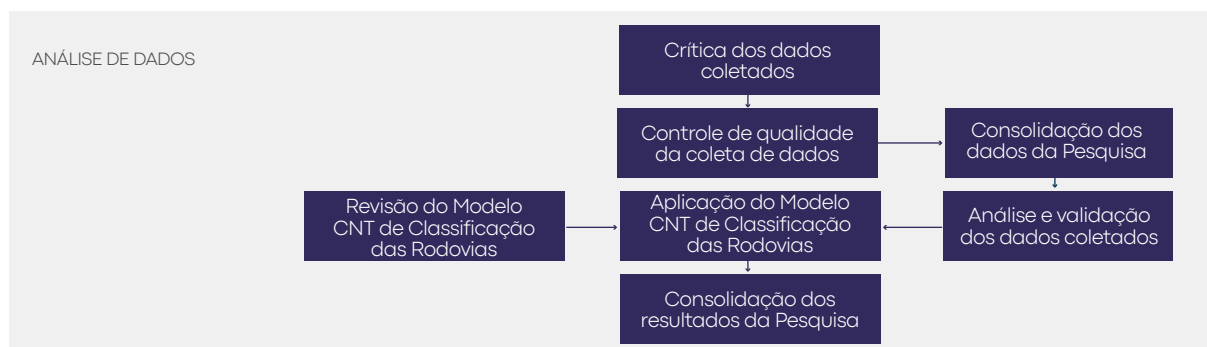 ANÁLISE DE DADOS
Crítica dos dados
coletados
Controle de qualidade
da coleta de dados
Consolidação dos
dados da Pesquisa
Revisão do Modelo
CNT de Classificação
das Rodovias
Aplicação do Modelo
CNT de Classificação
das Rodovias
Análise e validação
dos dados coletados
Consolidação dos
resultados da Pesquisa